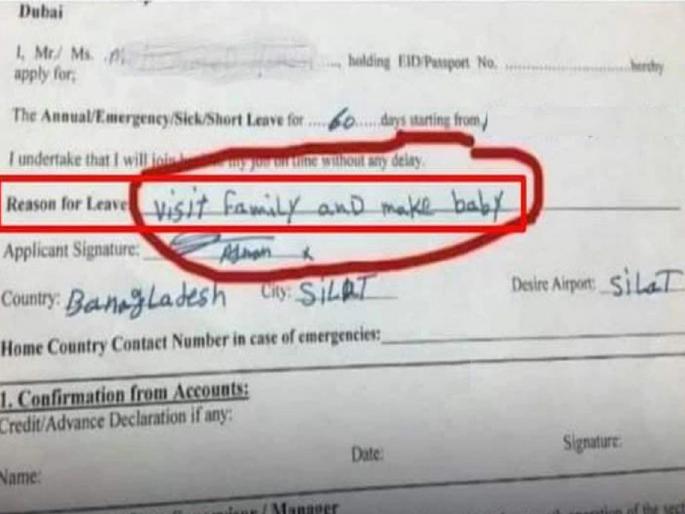 Dubai
I, Mr./ Ms. ..................., holding EID/Passport No. ........................ hereby
apply for;
The Annual/Emergency/Sick/Short Leave for ....60.....days starting from
I undertake that I will join my job on time without any delay.
Reason for Leave visit family and make baby
Applicant Signature:
Country: BanagLadesh City: SiLAT Desire Airport: SiLaT
Home Country Contact Number in case of emergencies:
1. Confirmation from Accounts:
Credit/Advance Declaration if any:
Name: Date: Signature:
/ Manager